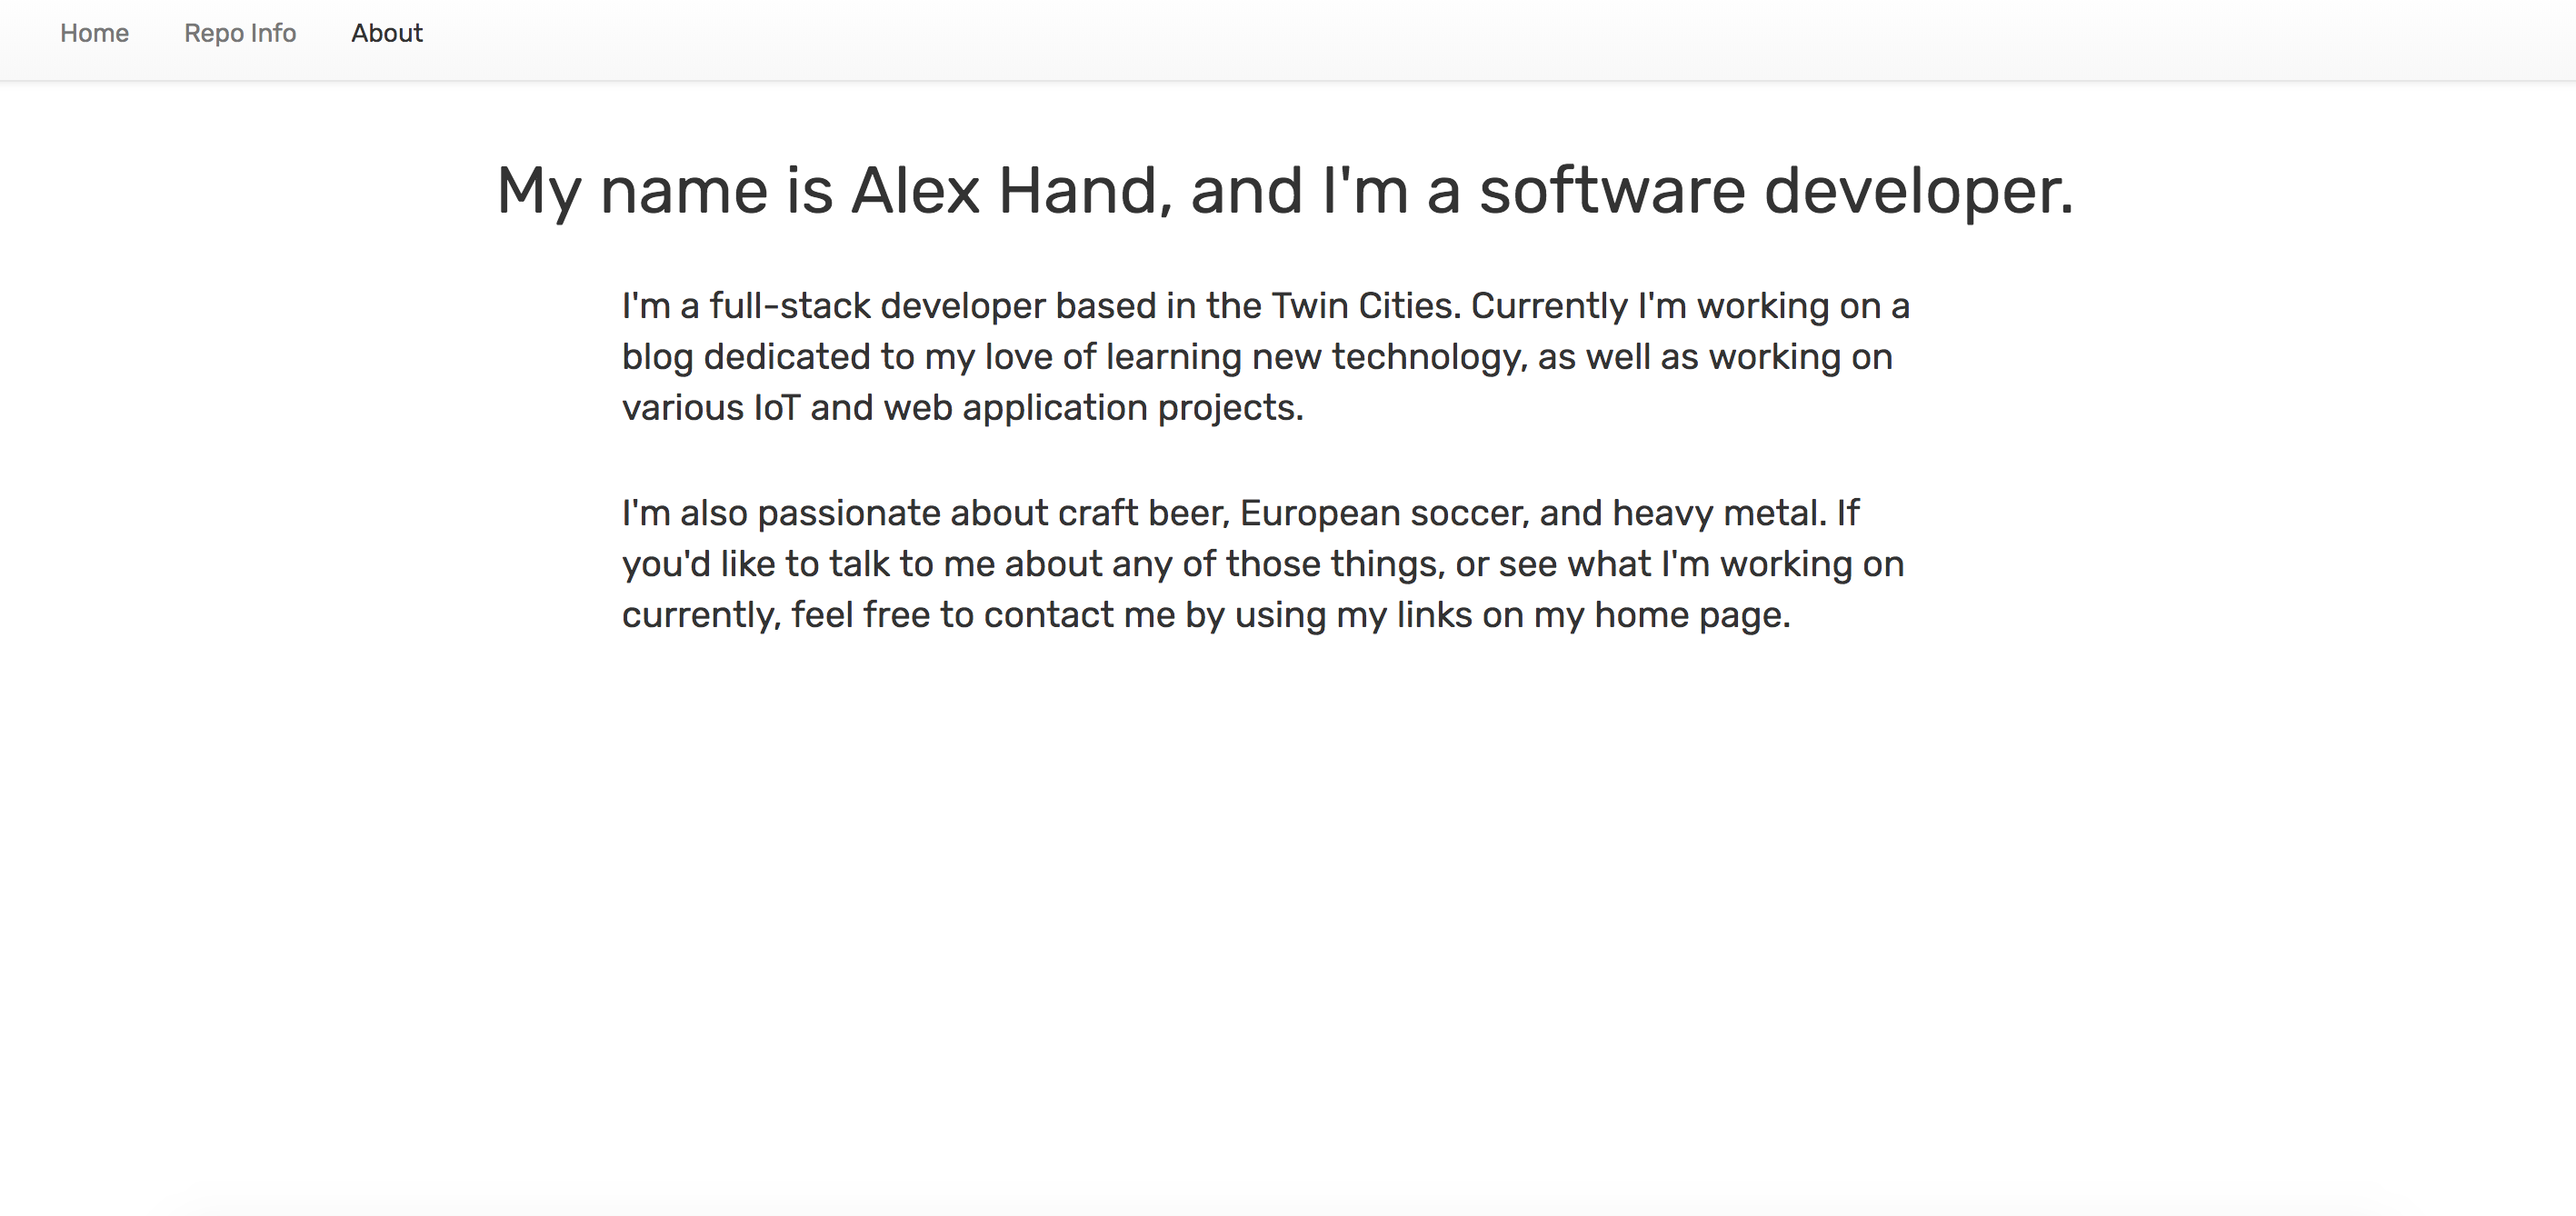 Home Repo Info About
My name is Alex Hand, and I'm a software developer.
I'm a full-stack developer based in the Twin Cities. Currently I'm working on a
blog dedicated to my love of learning new technology, as well as working on
various IoT and web application projects.
I'm also passionate about craft beer, European soccer, and heavy metal. If
you'd like to talk to me about any of those things, or see what I'm working on
currently, feel free to contact me by using my links on my home page.